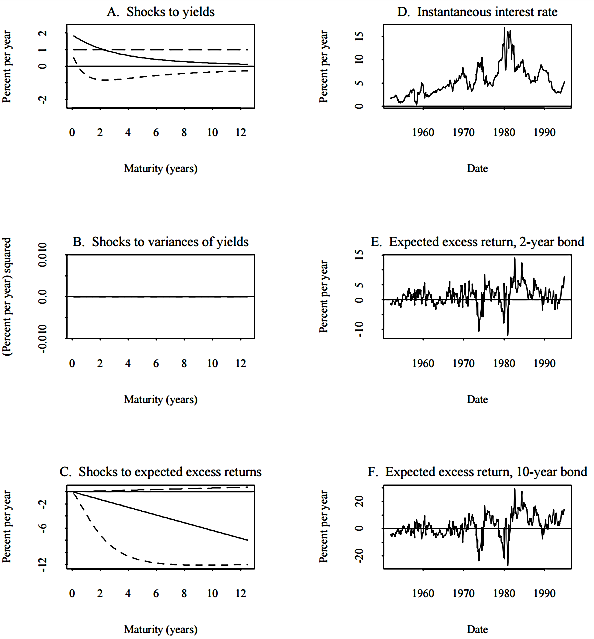 A. Shocks to yields
Percent per year
2
1
0
-2
0 2 4 6 8 10 12
Maturity (years)
D. Instantaneous interest rate
Percent per year
15
10
5
0
1960 1970 1980 1990
Date
B. Shocks to variances of yields
(Percent per year) squared
0.010
0.0
-0.010
0 2 4 6 8 10 12
Maturity (years)
E. Expected excess return, 2-year bond
Percent per year
15
5
0
-10
1960 1970 1980 1990
Date
C. Shocks to expected excess returns
Percent per year
-2
-6
-12
0 2 4 6 8 10 12
Maturity (years)
F. Expected excess return, 10-year bond
Percent per year
20
0
-20
1960 1970 1980 1990
Date